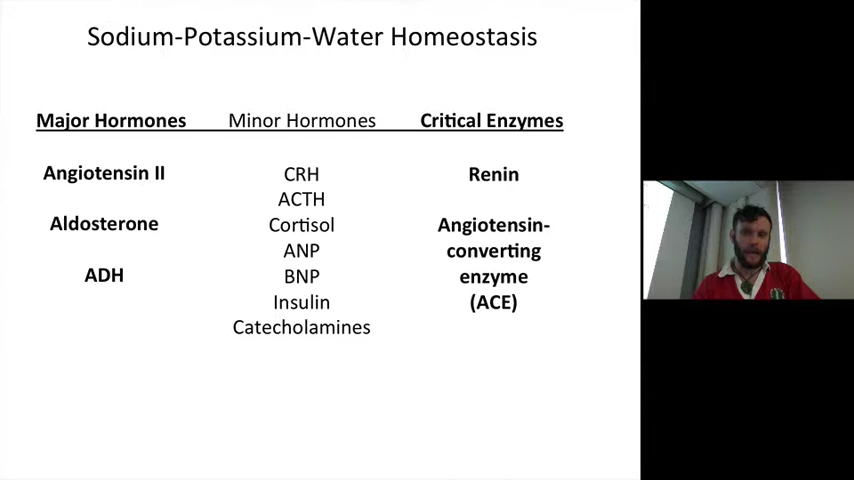 Sodium-Potassium-Water Homeostasis
Major Hormones
Angiotensin II
Aldosterone
ADH
Minor Hormones
CRH
ACTH
Cortisol
ANP
BNP
Insulin
Catecholamines
Critical Enzymes
Renin
Angiotensin-
converting
enzyme
(ACE)